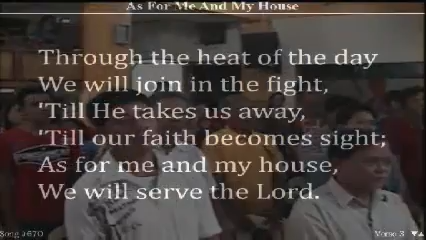 As For Me And My House
Through the heat of the day
We will join in the fight,
'Till He takes us away,
'Till our faith becomes sight;
As for me and my house,
We will serve the Lord.
Song #670
Verse 3